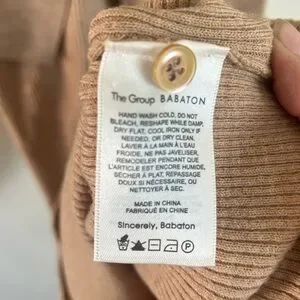 The Group BABATON
HAND WASH COLD, DO NOT
BLEACH, RESHAPE WHILE DAMP,
DRY FLAT, COOL IRON ONLY IF
NEEDED, OR DRY CLEAN.
LAVER À LA MAIN À L'EAU
FROIDE, NE PAS JAVELISER,
REMODELER PENDANT QUE
L'ARTICLE EST ENCORE HUMIDE,
SÉCHER À PLAT, REPASSAGE
DOUX SI NÉCESSAIRE, OU
NETTOYER À SEC.
MADE IN CHINA
FABRIQUÉ EN CHINE
Sincerely, Babaton
P